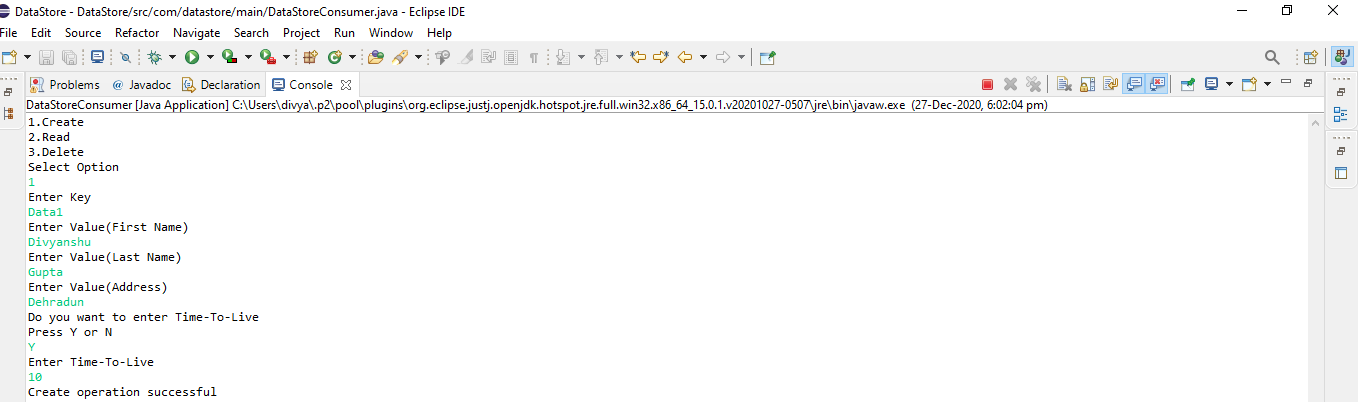 DataStore - DataStore/src/com/datastore/main/DataStoreConsumer.java - Eclipse IDE
File Edit Source Refactor Navigate Search Project Run Window Help
Problems @ Javadoc Declaration Console
DataStoreConsumer [Java Application] C:\Users\divya\.p2\pool\plugins\org.eclipse.justj.openjdk.hotspot.jre.full.win32.x86_64_15.0.1.v20201027-0507\jre\bin\javaw.exe (27-Dec-2020, 6:02:04 pm)
1.Create
2.Read
3.Delete
Select Option
1
Enter Key
Data1
Enter Value(First Name)
Divyanshu
Enter Value(Last Name)
Gupta
Enter Value(Address)
Dehradun
Do you want to enter Time-To-Live
Press Y or N
Y
Enter Time-To-Live
10
Create operation successful